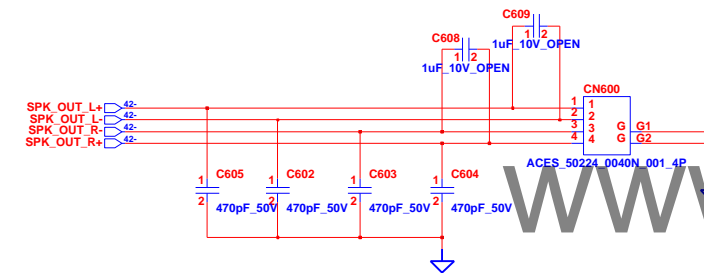 C609
1 2
1uF_10V_OPEN
C608
1 2
1uF_10V_OPEN
CN600
SPK_OUT_L+ 42-
SPK_OUT_L- 42-
SPK_OUT_R- 42-
SPK_OUT_R+ 42-
1 1
2 2
3 3 G G1
4 4 G G2
ACES_50224_0040N_001_4P
1 C605 1 C602 1 C603 1 C604
2 470pF_50V 2 470pF_50V 2 470pF_50V 2 470pF_50V
WWW